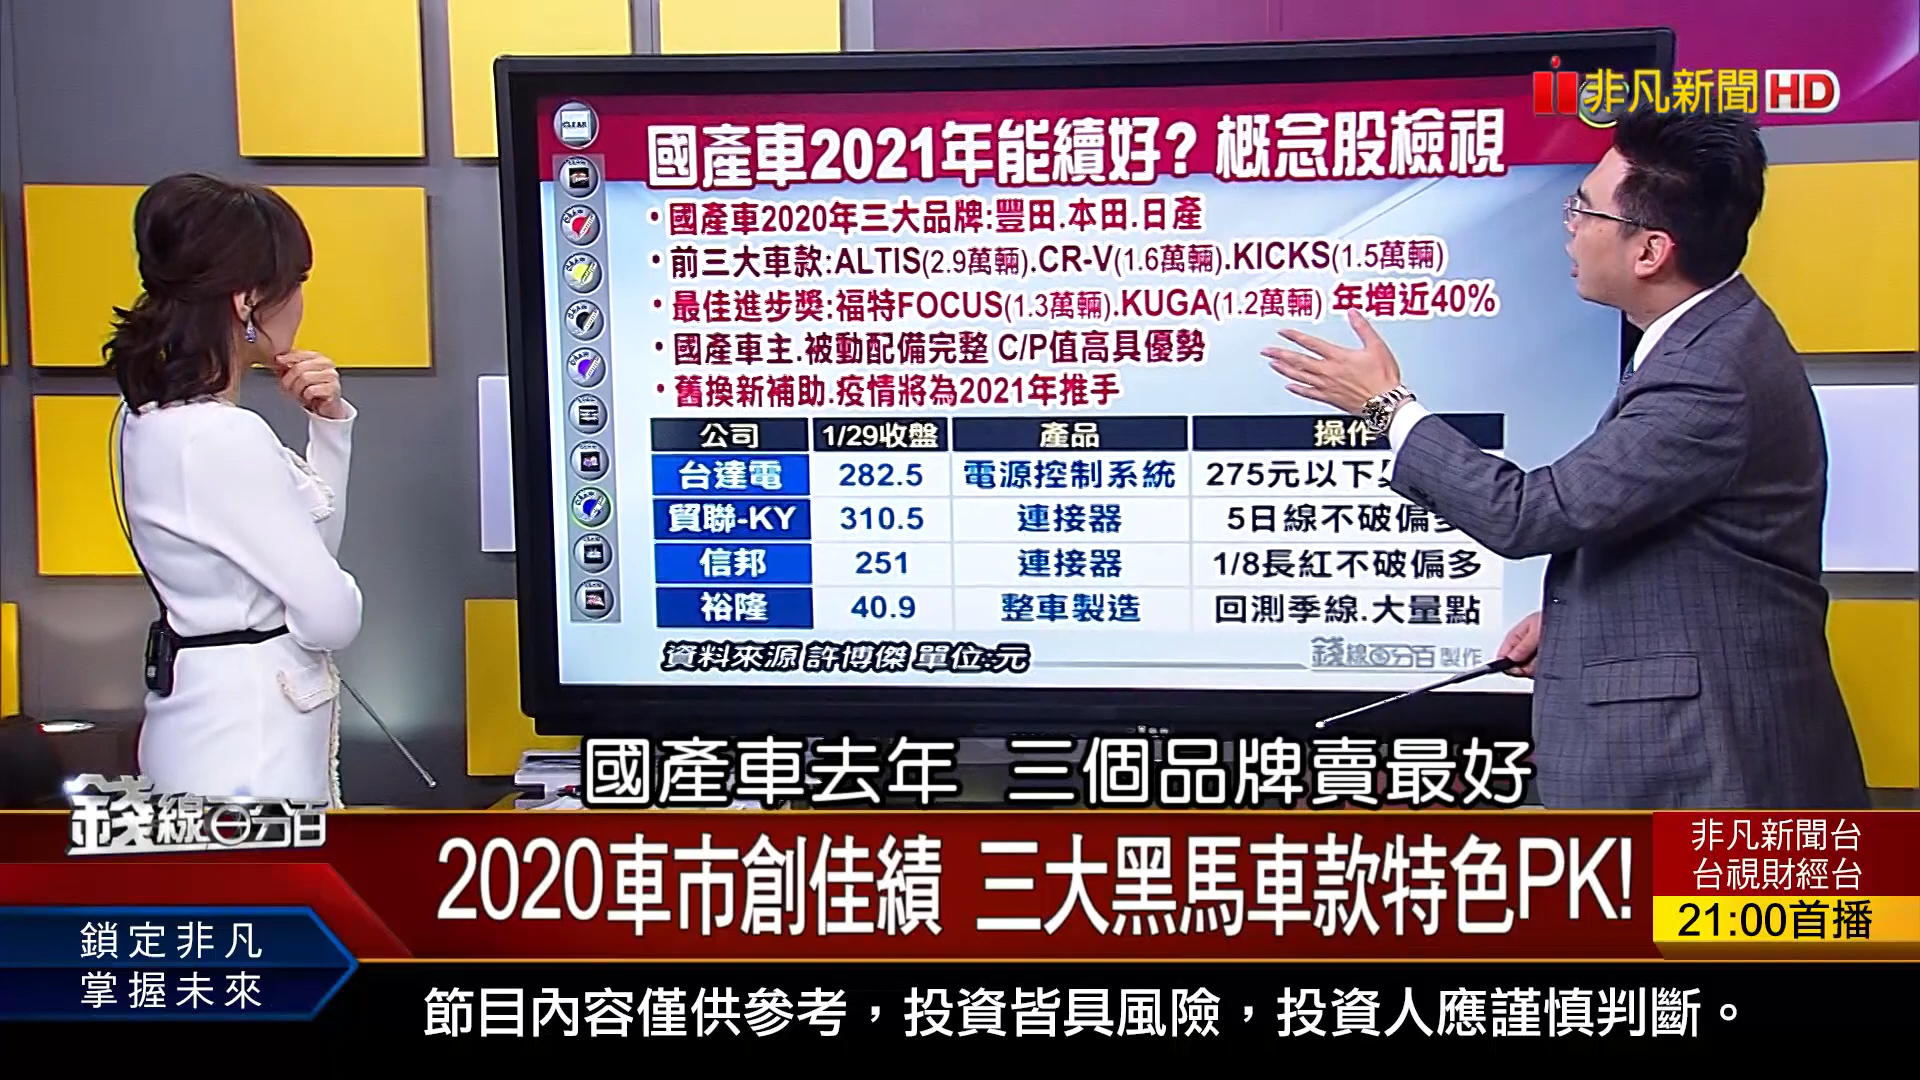 非凡新聞HD
國產車2021年能續好? 概念股檢視
•國產車2020年三大品牌:豐田.本田.日產
•前三大車款:ALTIS(2.9萬輛).CR-V(1.6萬輛).KICKS(1.5萬輛)
•最佳進步獎:福特FOCUS(1.3萬輛).KUGA(1.2萬輛) 年增近40%
•國產車主.被動配備完整 C/P值高具優勢
•舊換新補助.疫情將為2021年推手
公司 1/29收盤 產品 操作
台達電 282.5 電源控制系統 275元以下
貿聯-KY 310.5 連接器 5日線不破偏多
信邦 251 連接器 1/8長紅不破偏多
裕隆 40.9 整車製造 回測季線.大量點
資料來源 許博傑 單位:元
錢線百分百 製作
國產車去年 三個品牌賣最好
錢線百分百
2020車市創佳績 三大黑馬車款特色PK!
非凡新聞台
台視財經台
21:00首播
鎖定非凡
掌握未來
節目內容僅供參考，投資皆具風險，投資人應謹慎判斷。